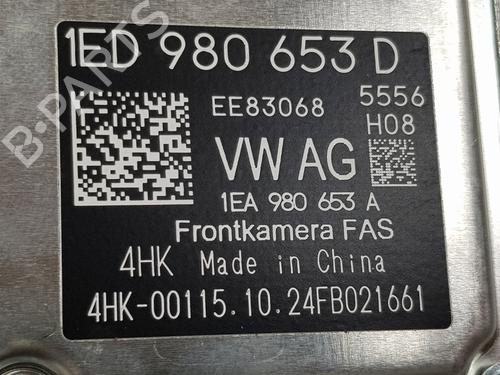 1ED 980 653 D
EE83068
5556
H08
VW AG
1EA 980 653 A
Frontkamera FAS
4HK Made in China
4HK-00115.10.24FB021661
B-PARTS